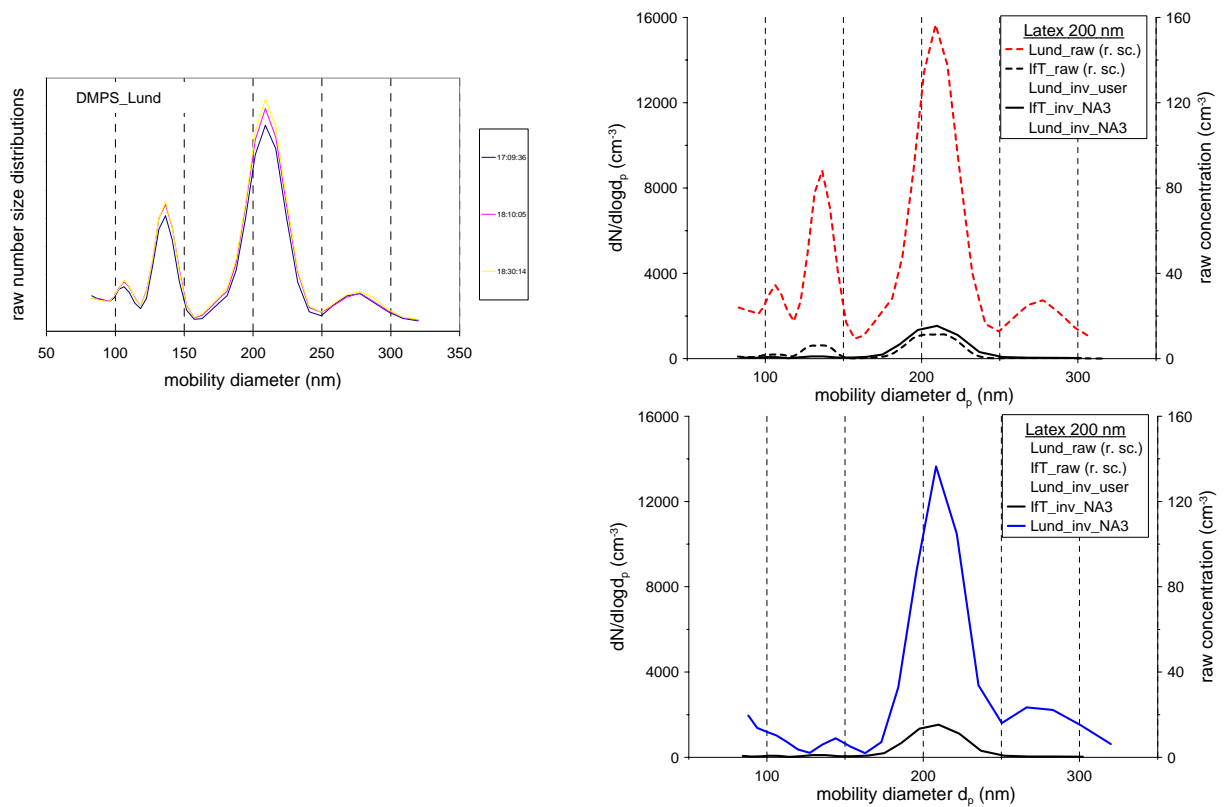 DMPS_Lund
raw number size distributions
50 100 150 200 250 300 350
mobility diameter (nm)
17:09:36
18:10:05
18:30:14
16000
12000
8000
4000
0
dN/dlogdp (cm-3)
160
120
80
40
0
raw concentration (cm-3)
Latex 200 nm
Lund_raw (r. sc.)
IfT_raw (r. sc.)
Lund_inv_user
IfT_inv_NA3
Lund_inv_NA3
100 200 300
mobility diameter dp (nm)
16000
12000
8000
4000
0
dN/dlogdp (cm-3)
160
120
80
40
0
raw concentration (cm-3)
Latex 200 nm
Lund_raw (r. sc.)
IfT_raw (r. sc.)
Lund_inv_user
IfT_inv_NA3
Lund_inv_NA3
100 200 300
mobility diameter dp (nm)